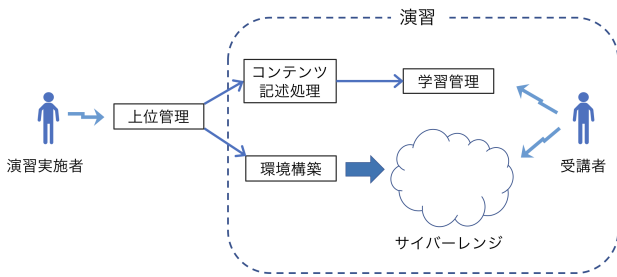 演習
コンテンツ
記述処理
学習管理
上位管理
演習実施者
環境構築
受講者
サイバーレンジ